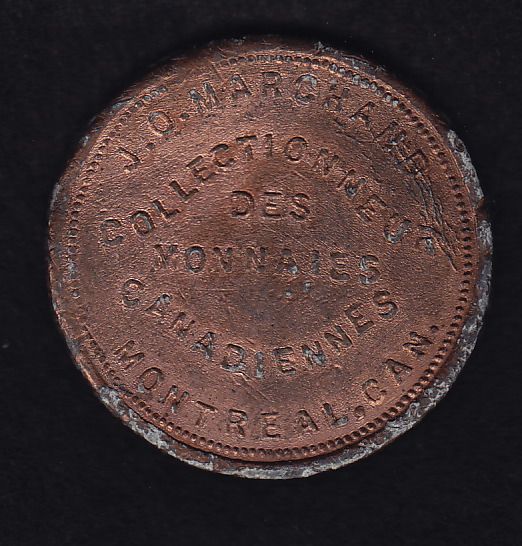 J.O. MARCHAND
COLLECTIONNEUR
DES
MONNAIES
CANADIENNES
MONTREAL, CAN.